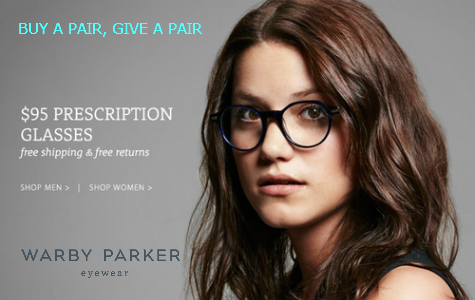 BUY A PAIR, GIVE A PAIR
$95 PRESCRIPTION
GLASSES
free shipping & free returns
SHOP MEN > | SHOP WOMEN >
WARBY PARKER
eyewear